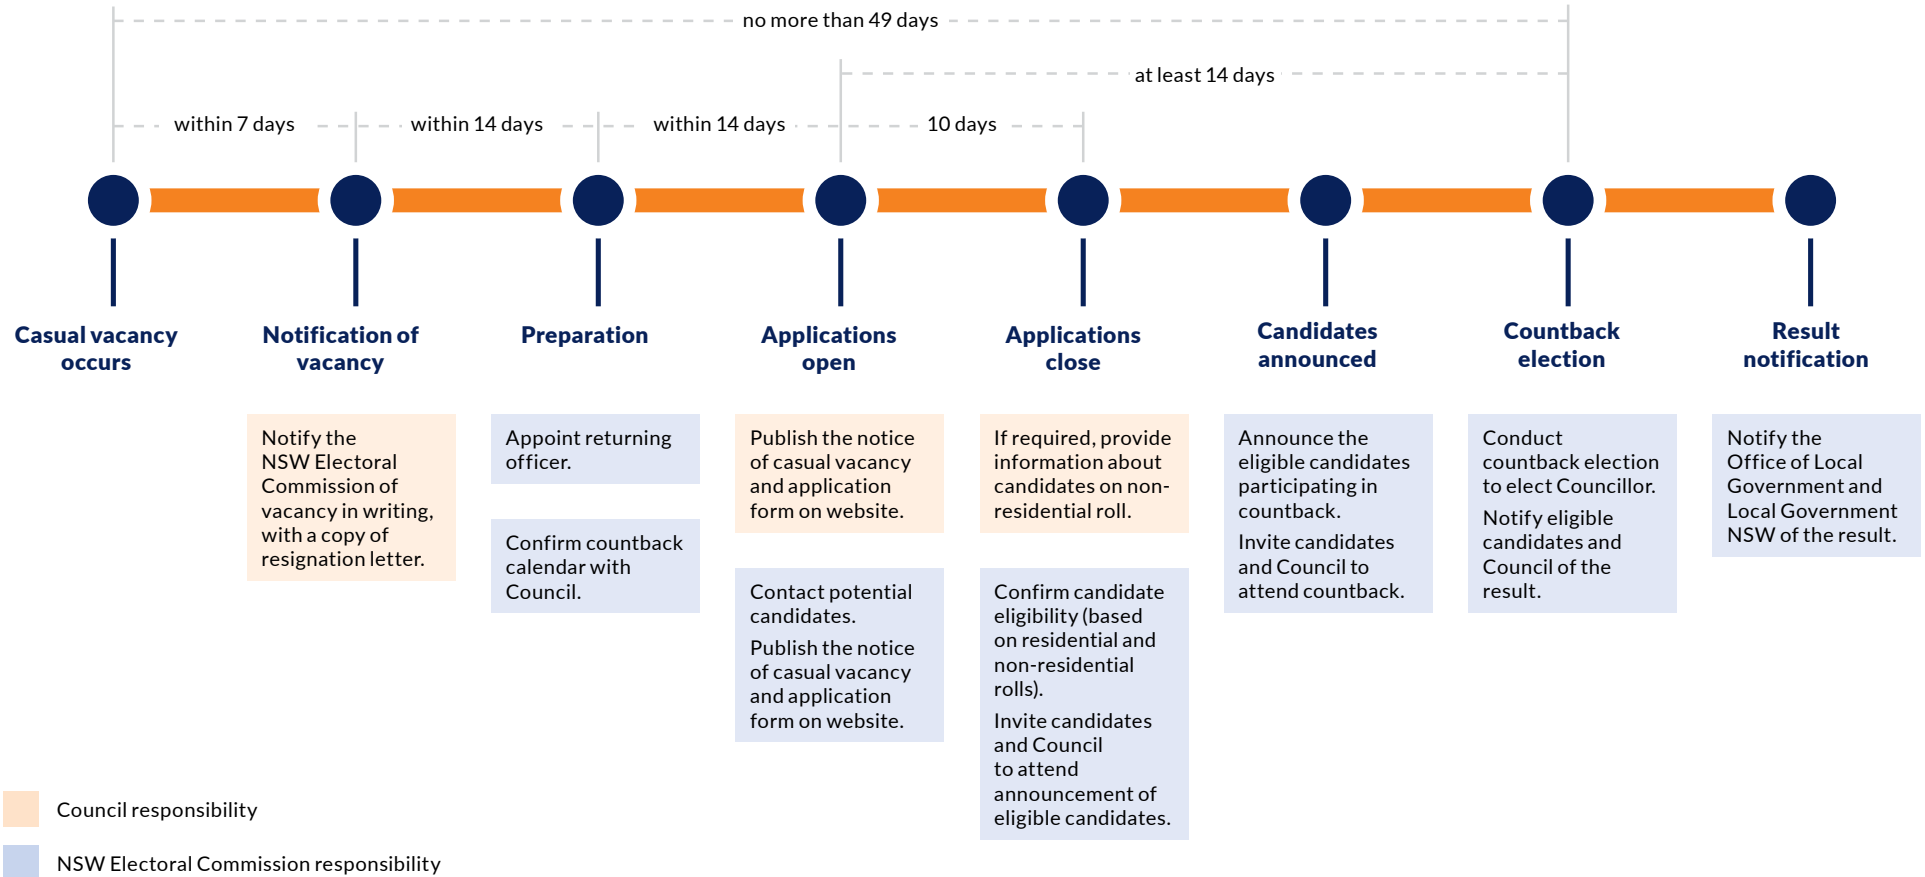 no more than 49 days
at least 14 days
within 7 days
within 14 days
within 14 days
10 days
Casual vacancy
occurs
Notification of
vacancy
Preparation
Applications
open
Applications
close
Candidates
announced
Countback
election
Result
notification
Notify the
NSW Electoral
Commission of
vacancy in writing,
with a copy of
resignation letter.
Appoint returning
officer.
Confirm countback
calendar with
Council.
Publish the notice
of casual vacancy
and application
form on website.
Contact potential
candidates.
Publish the notice
of casual vacancy
and application
form on website.
If required, provide
information about
candidates on non-
residential roll.
Confirm candidate
eligibility (based
on residential and
non-residential
rolls).
Invite candidates
and Council
to attend
announcement of
eligible candidates.
Announce the
eligible candidates
participating in
countback.
Invite candidates
and Council to
attend countback.
Conduct
countback election
to elect Councillor.
Notify eligible
candidates and
Council of the
result.
Notify the
Office of Local
Government and
Local Government
NSW of the result.
Council responsibility
NSW Electoral Commission responsibility